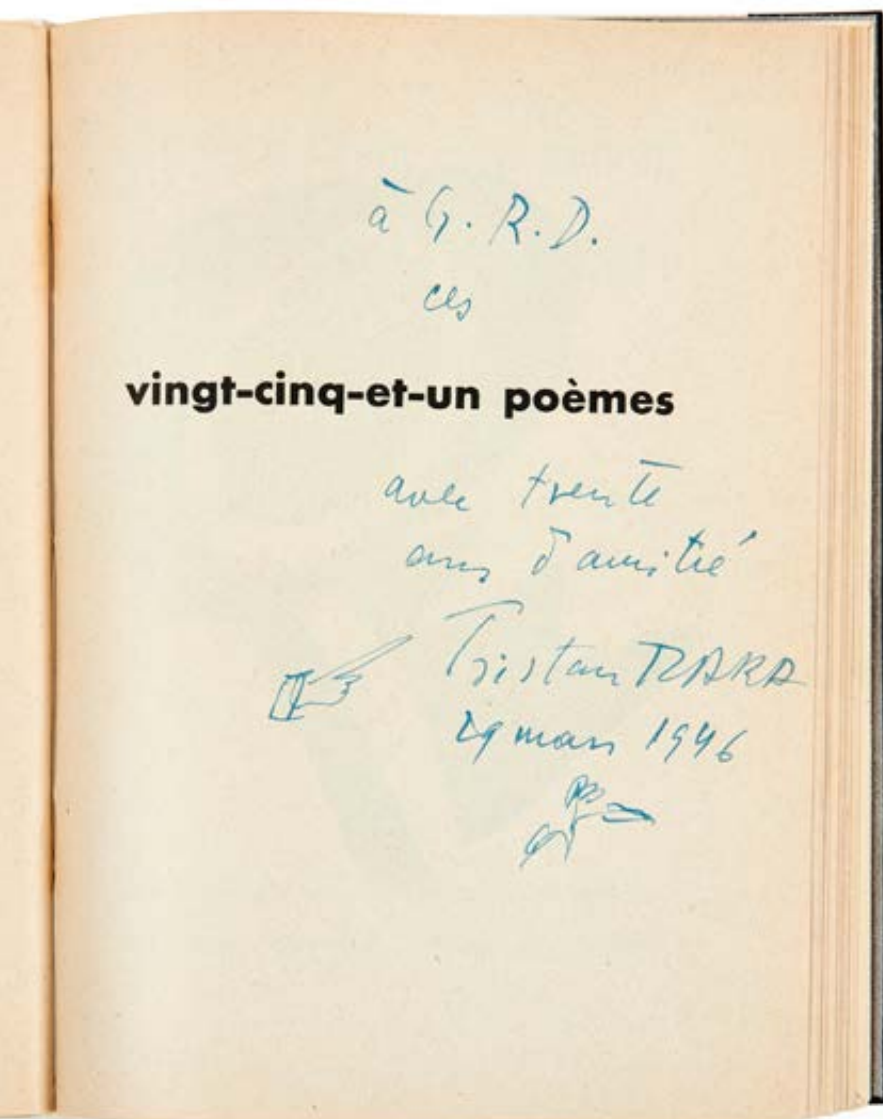 à G. R. D.
ces
vingt-cinq-et-un poèmes
avec trente
ans d'amitié
Tristan TZARA
29 mars 1946